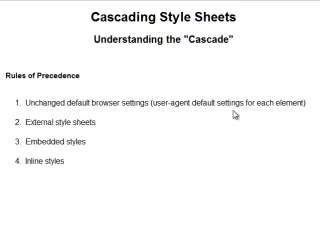 Cascading Style Sheets
Understanding the "Cascade"
Rules of Precedence
1. Unchanged default browser settings (user-agent default settings for each element)
2. External style sheets
3. Embedded styles
4. Inline styles